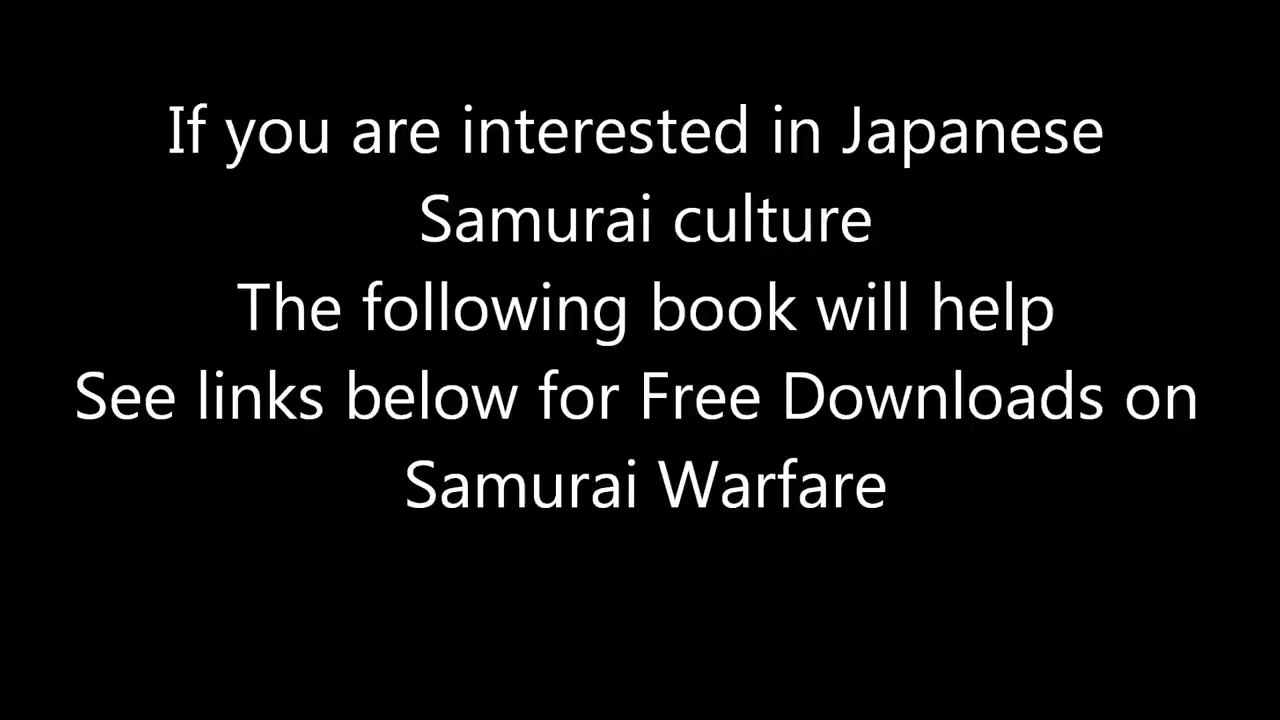 If you are interested in Japanese
Samurai culture
The following book will help
See links below for Free Downloads on
Samurai Warfare